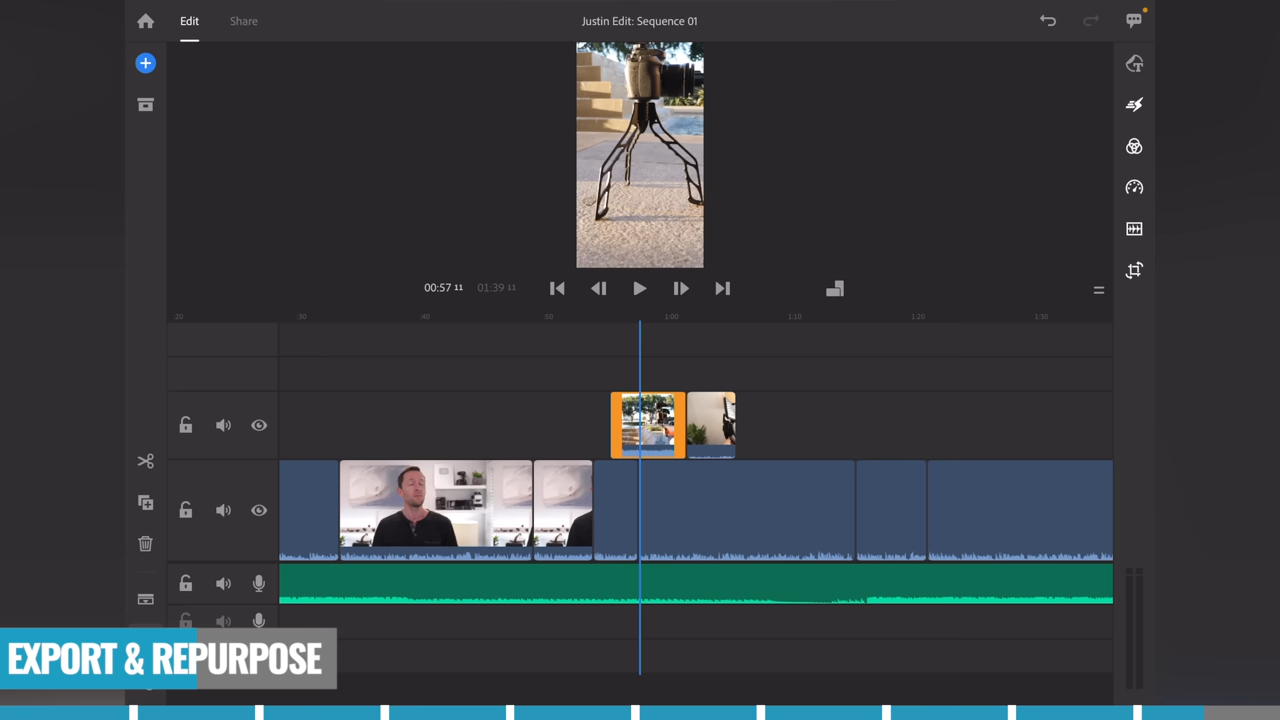 Edit
Share
Justin Edit: Sequence 01
00:57 11
01:39 11
:20
:30
:40
:50
1:00
1:10
1:20
1:30
EXPORT & REPURPOSE